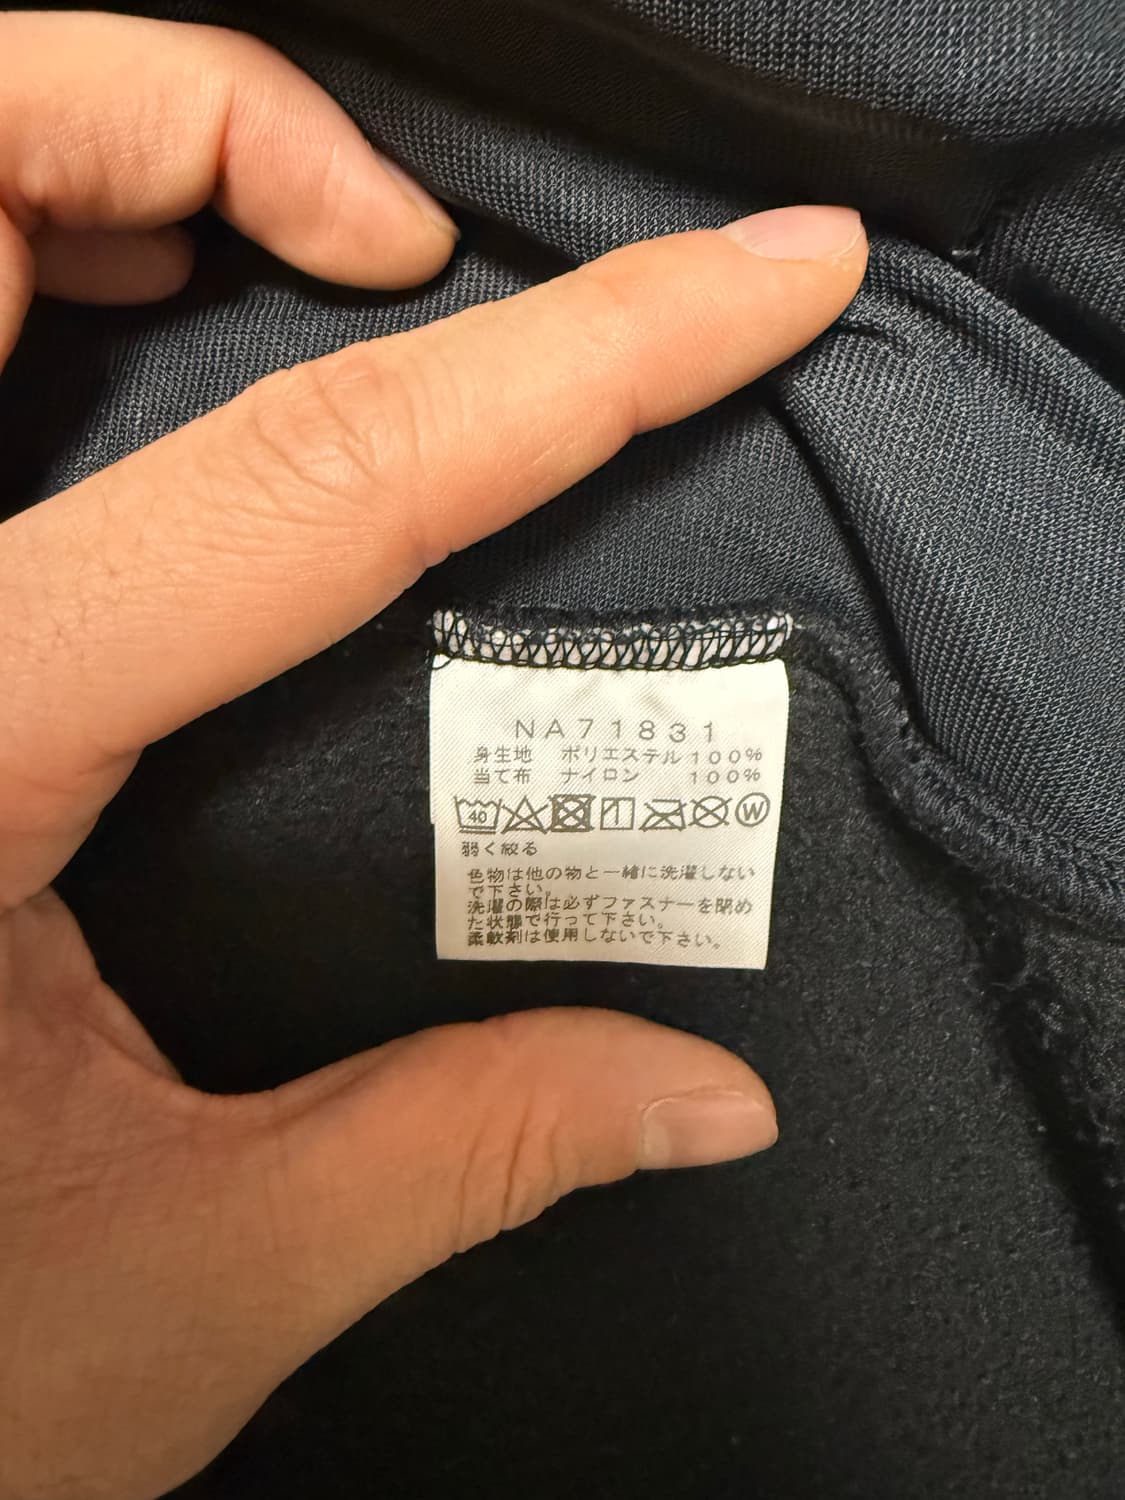 NA71831
身生地 ポリエステル100%
当て布 ナイロン 100%
40 W
弱く絞る
色物は他の物と一緒に洗濯しない
で下さい。
洗濯の際は必ずファスナーを閉め
た状態で行って下さい。
柔軟剤は使用しないで下さい。